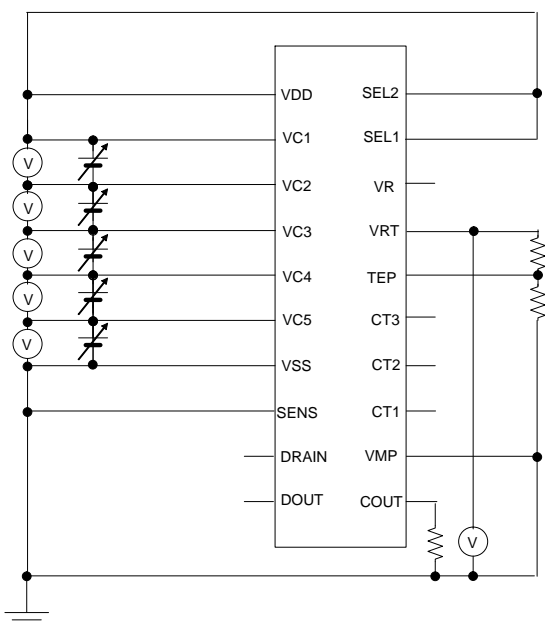 VDD
VC1
VC2
VC3
VC4
VC5
VSS
SENS
DRAIN
DOUT
SEL2
SEL1
VR
VRT
TEP
CT3
CT2
CT1
VMP
COUT
V
V
V
V
V
V